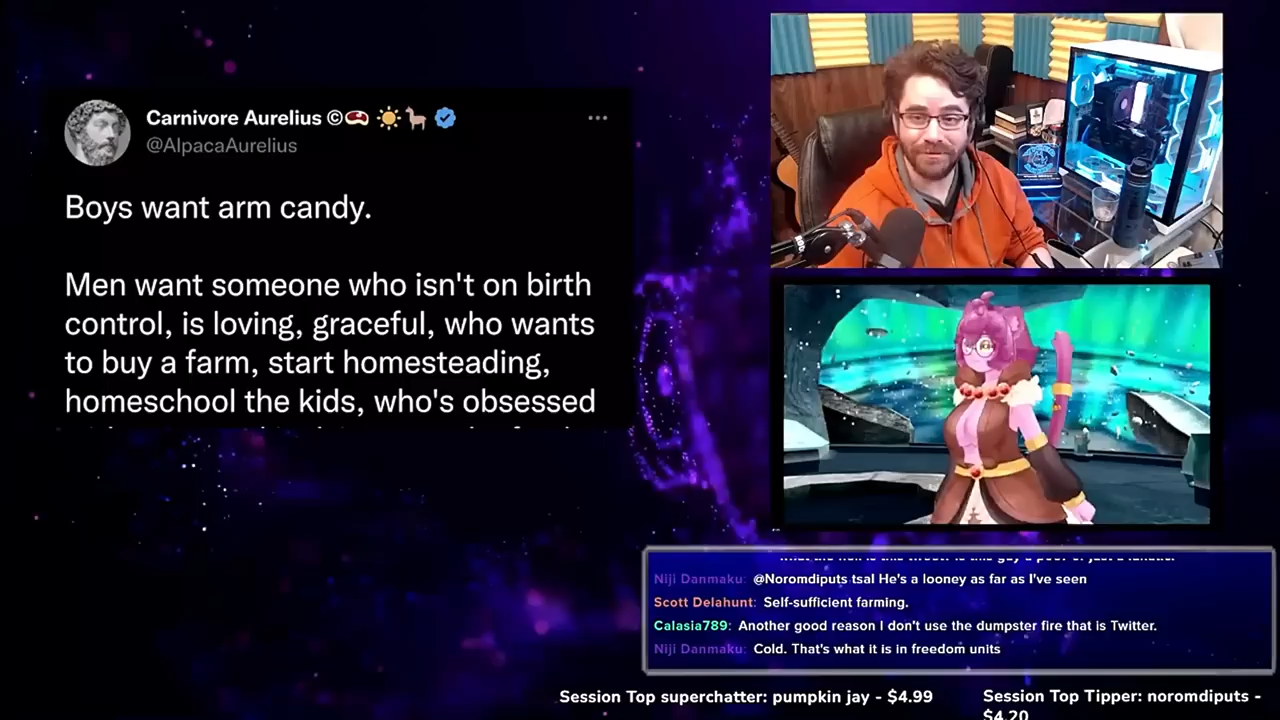 Carnivore Aurelius ©
@AlpacaAurelius
Boys want arm candy.
Men want someone who isn't on birth
control, is loving, graceful, who wants
to buy a farm, start homesteading,
homeschool the kids, who's obsessed
Niji Danmaku: @Noromdiputs tsal He's a looney as far as I've seen
Scott Delahunt: Self-sufficient farming.
Calasia789: Another good reason I don't use the dumpster fire that is Twitter.
Niji Danmaku: Cold. That's what it is in freedom units
Session Top superchatter: pumpkin jay - $4.99
Session Top Tipper: noromdiputs -
$4.20